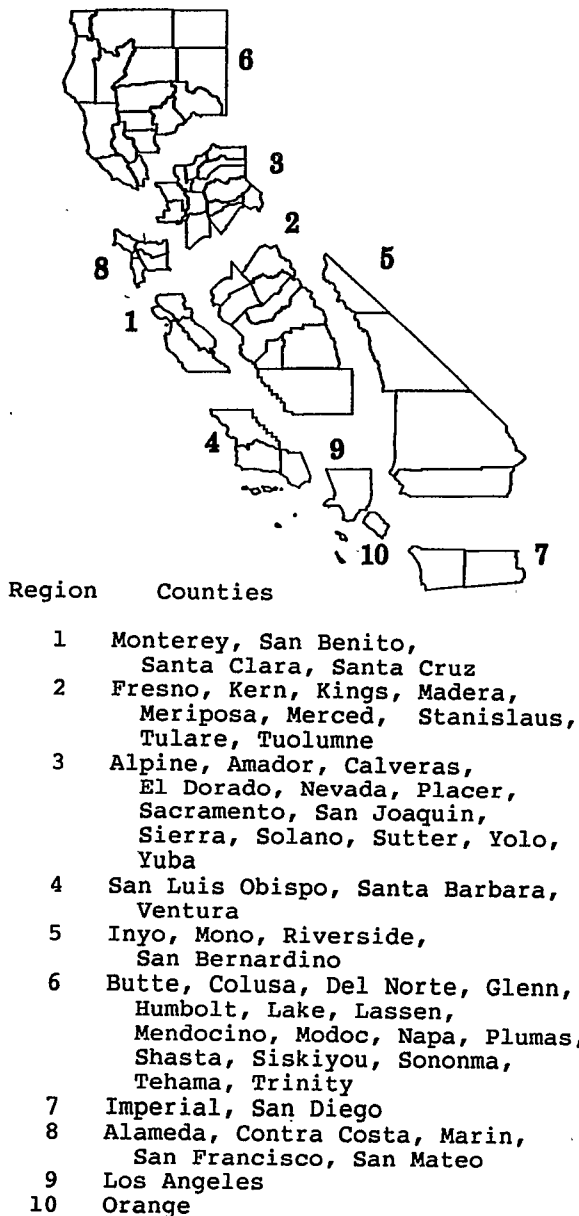 6
3
2
5
8
1
4
9
10
7
Region Counties
1 Monterey, San Benito,
Santa Clara, Santa Cruz
2 Fresno, Kern, Kings, Madera,
Meriposa, Merced, Stanislaus,
Tulare, Tuolumne
3 Alpine, Amador, Calveras,
El Dorado, Nevada, Placer,
Sacramento, San Joaquin,
Sierra, Solano, Sutter, Yolo,
Yuba
4 San Luis Obispo, Santa Barbara,
Ventura
5 Inyo, Mono, Riverside,
San Bernardino
6 Butte, Colusa, Del Norte, Glenn,
Humbolt, Lake, Lassen,
Mendocino, Modoc, Napa, Plumas,
Shasta, Siskiyou, Sononma,
Tehama, Trinity
7 Imperial, San Diego
8 Alameda, Contra Costa, Marin,
San Francisco, San Mateo
9 Los Angeles
10 Orange